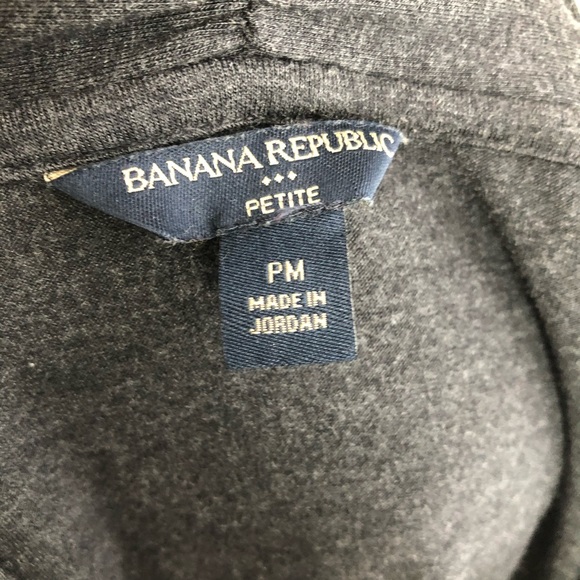 BANANA REPUBLIC
PETITE
PM
MADE IN
JORDAN